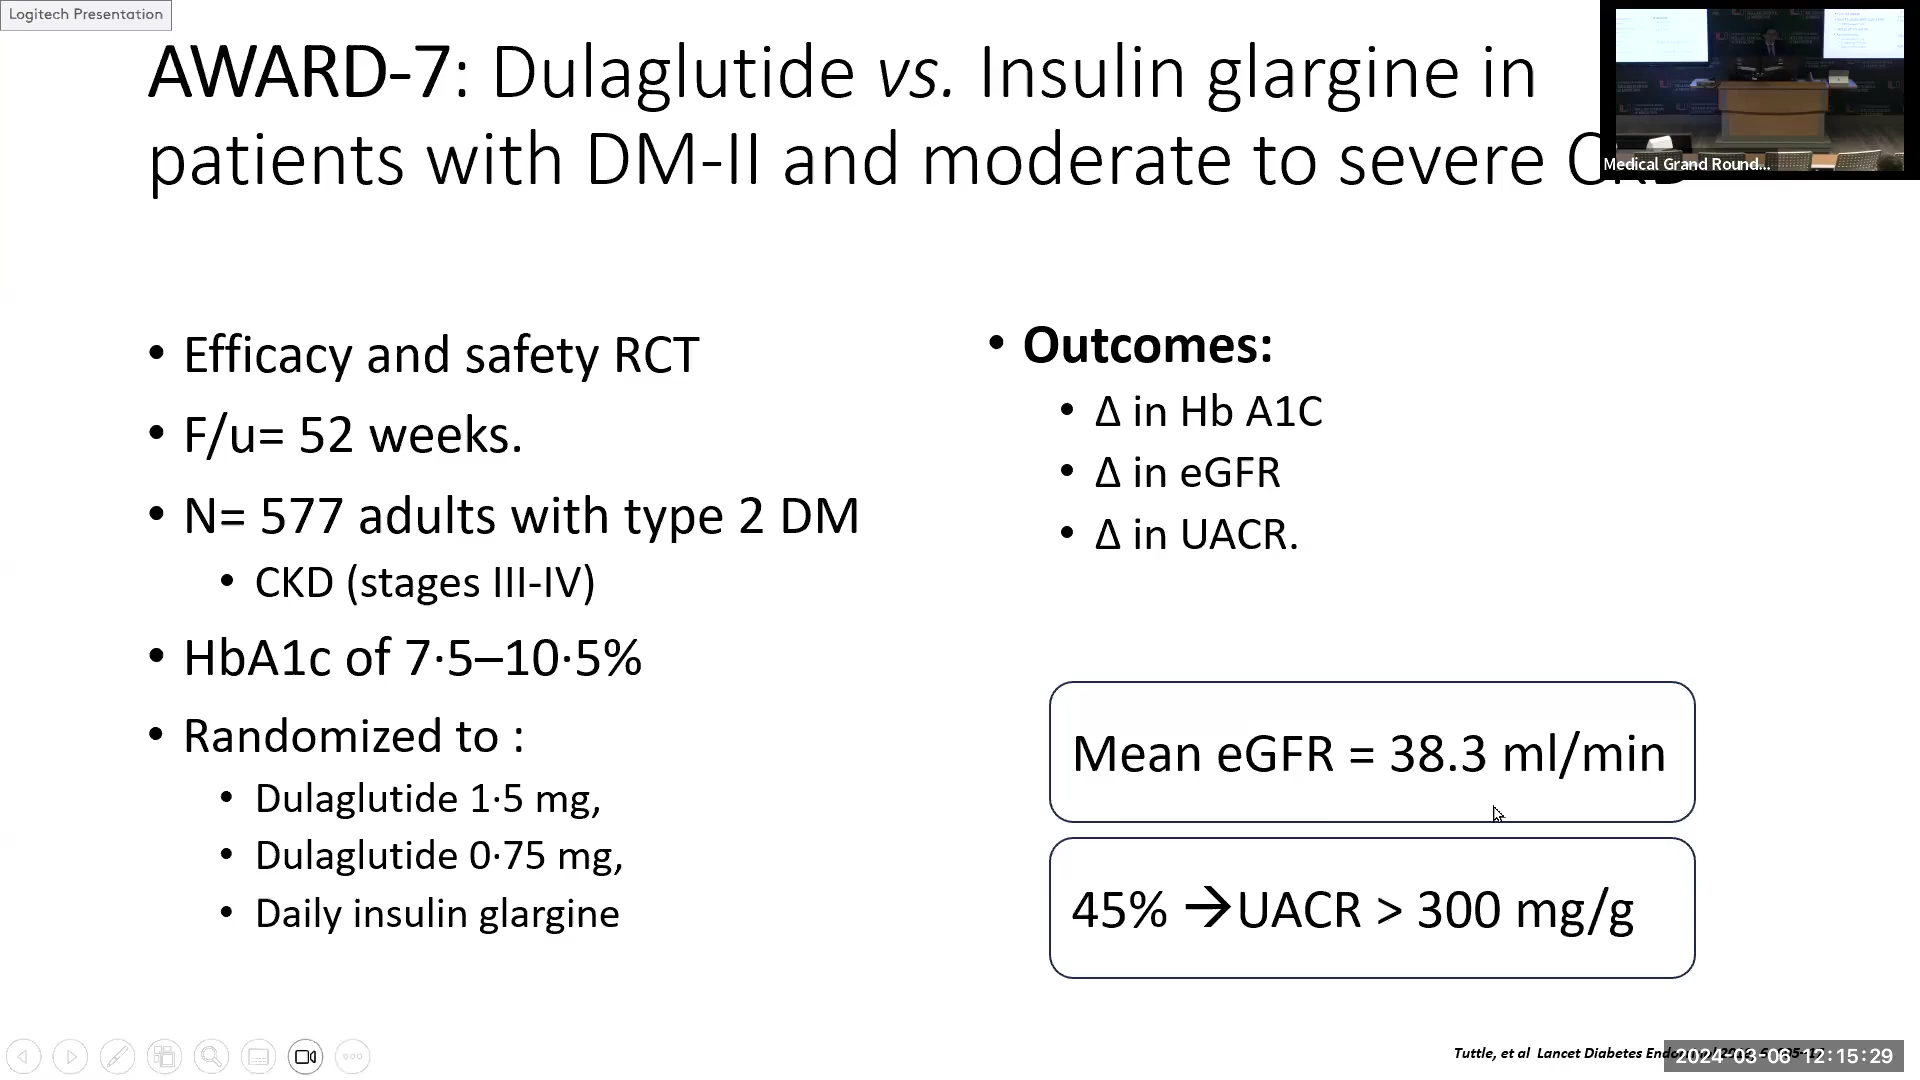 Logitech Presentation
AWARD-7: Dulaglutide vs. Insulin glargine in
patients with DM-II and moderate to severe CKD
Medical Grand Round...
• Efficacy and safety RCT
• F/u= 52 weeks.
• N= 577 adults with type 2 DM
• CKD (stages III-IV)
• HbA1c of 7·5–10·5%
• Randomized to :
• Dulaglutide 1·5 mg,
• Dulaglutide 0·75 mg,
• Daily insulin glargine
• Outcomes:
• Δ in Hb A1C
• Δ in eGFR
• Δ in UACR.
Mean eGFR = 38.3 ml/min
45% →UACR > 300 mg/g
Tuttle, et al Lancet Diabetes
2024-03-06 12:15:29